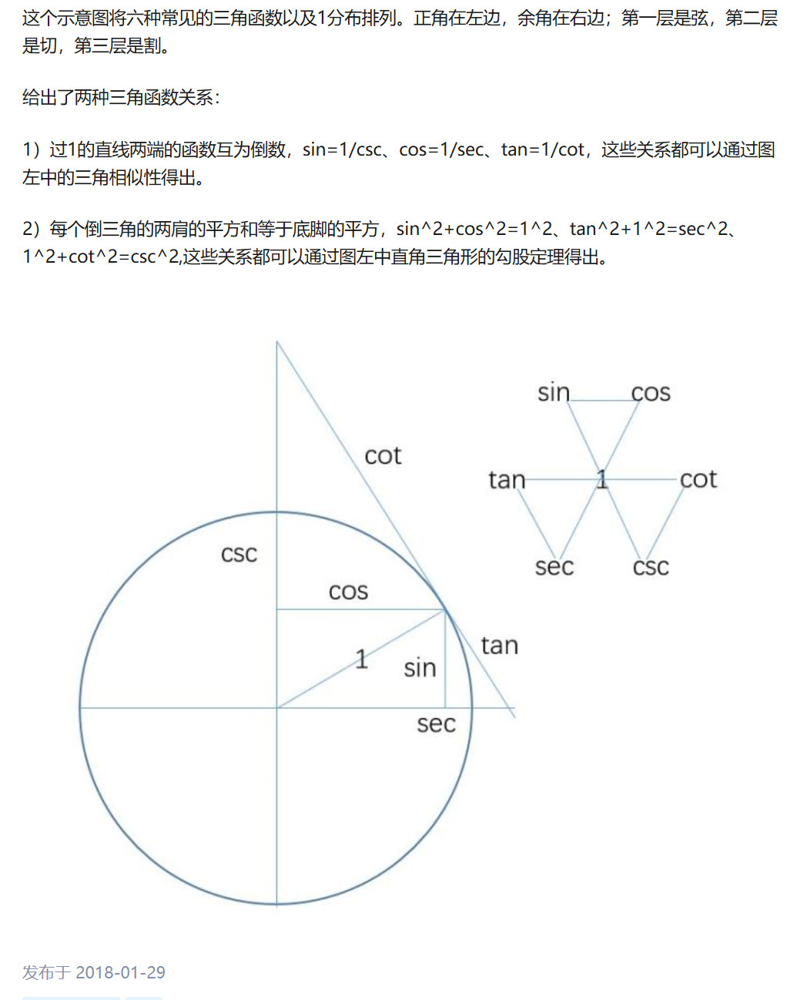 这个示意图将六种常见的三角函数以及1分布排列。正角在左边，余角在右边；第一层是弦，第二层
是切，第三层是割。
给出了两种三角函数关系：
1）过1的直线两端的函数互为倒数，sin=1/csc、cos=1/sec、tan=1/cot，这些关系都可以通过图
左中的三角相似性得出。
2）每个倒三角的两肩的平方和等于底脚的平方，sin^2+cos^2=1^2、tan^2+1^2=sec^2、
1^2+cot^2=csc^2,这些关系都可以通过图左中直角三角形的勾股定理得出。
sin cos
cot
tan 1 cot
csc
sec csc
cos
tan
1 sin
sec
发布于 2018-01-29